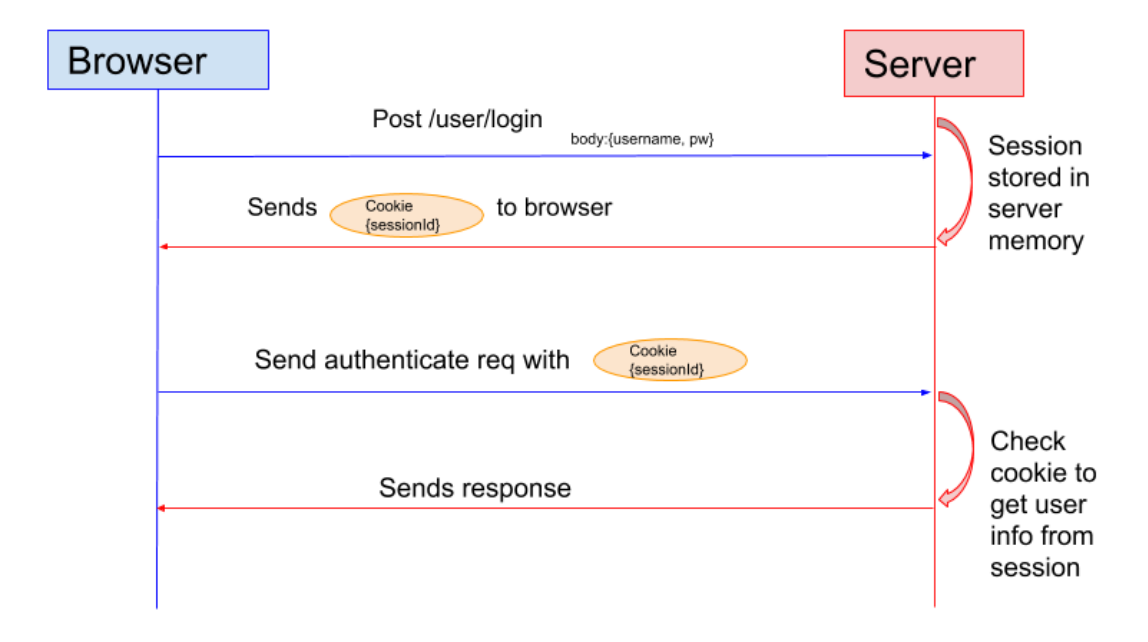 Browser
Server
Post /user/login
body:{username, pw}
Session
stored in
server
memory
Sends Cookie
{sessionId} to browser
Send authenticate req with Cookie
{sessionId}
Check
cookie to
get user
info from
session
Sends response